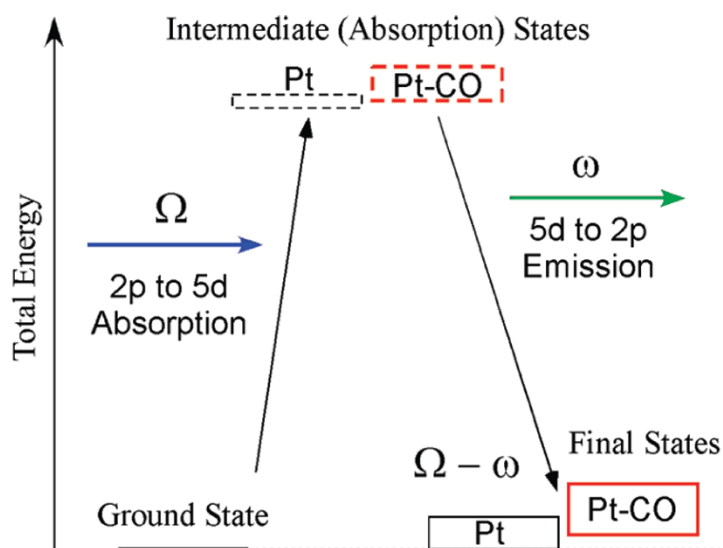 Intermediate (Absorption) States
Pt
Pt-CO
Total Energy
Ω
2p to 5d
Absorption
ω
5d to 2p
Emission
Ω − ω
Final States
Ground State
Pt
Pt-CO